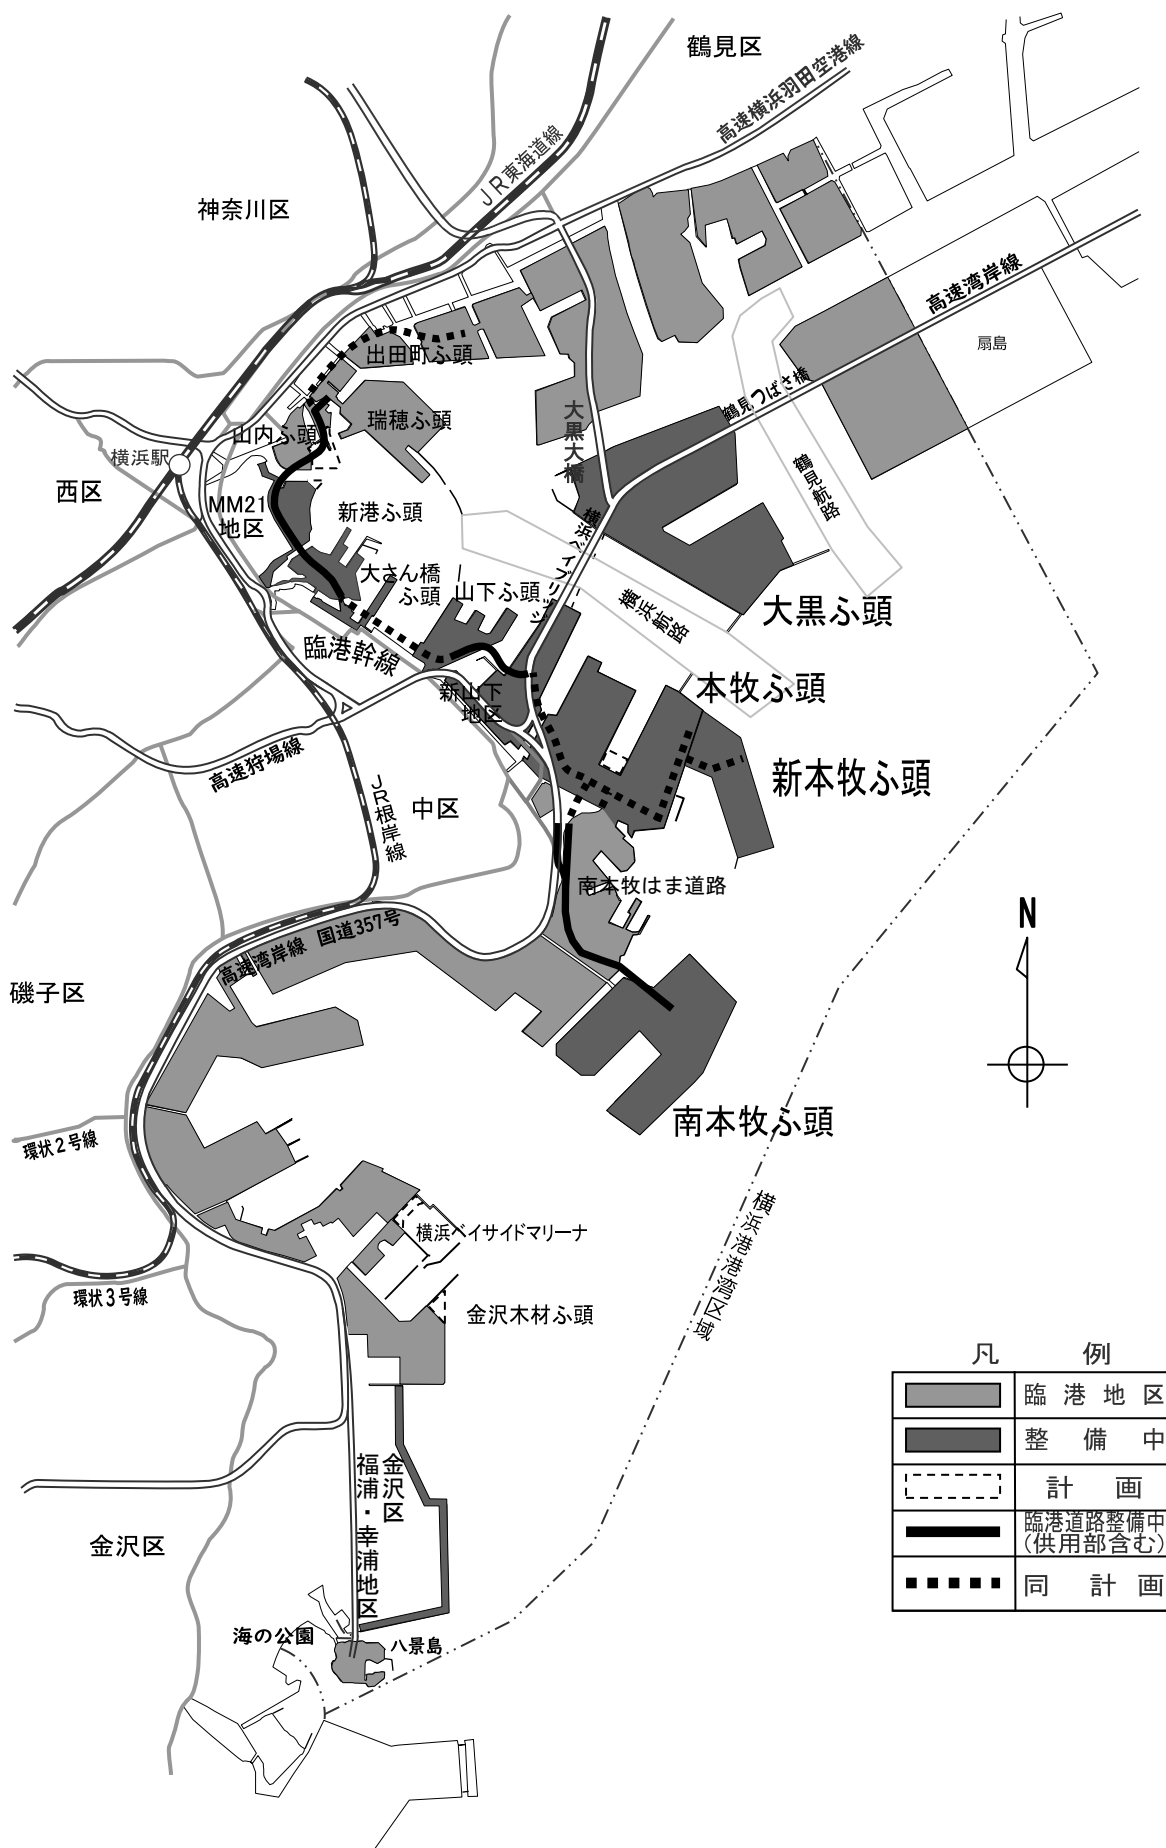 鶴見区
高速横浜羽田空港線
JR東海道線
神奈川区
高速湾岸線
扇島
出田町ふ頭
鶴見つばさ橋
瑞穂ふ頭
大黒大橋
山内ふ頭
横浜駅
鶴見航路
西区
MM21
地区
新港ふ頭
横浜ベイブリッジ
大さん橋
ふ頭
山下ふ頭
横浜航路
大黒ふ頭
臨港幹線
本牧ふ頭
新山下
地区
高速狩場線
新本牧ふ頭
JR根岸線
中区
南本牧はま道路
高速湾岸線 国道357号
N
磯子区
南本牧ふ頭
環状2号線
横浜港港湾区域
横浜ベイサイドマリーナ
環状3号線
金沢木材ふ頭
凡例
臨港地区
整備中
計画
臨港道路整備中
(供用部含む)
同計画
金沢区
福浦・幸浦地区
金沢区
海の公園
八景島